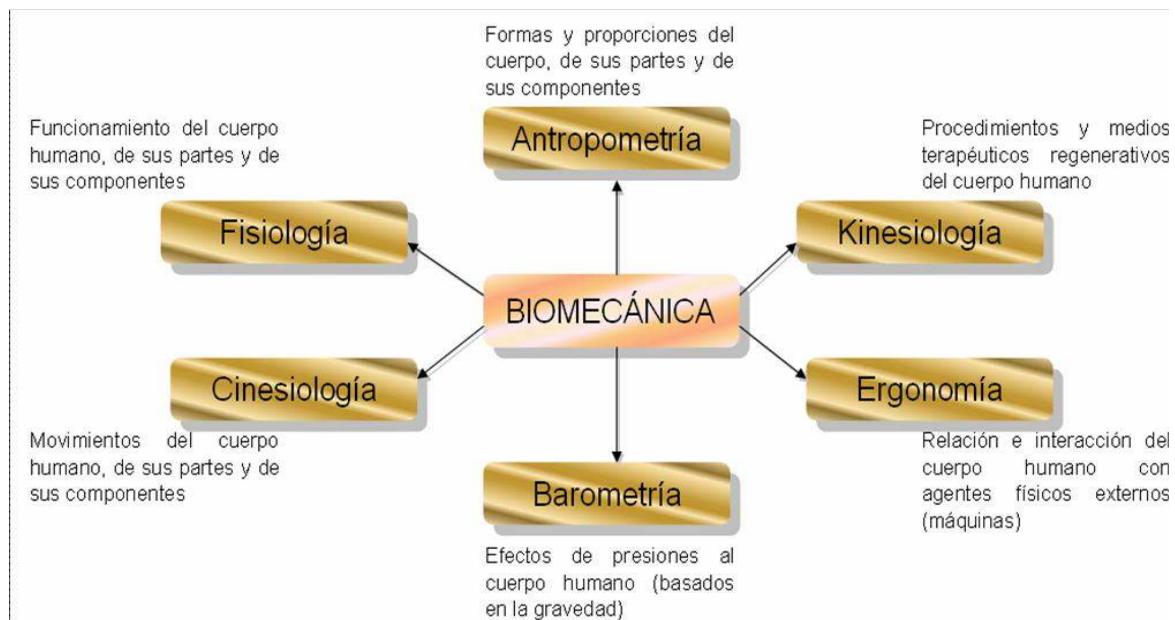 Formas y proporciones del
cuerpo, de sus partes y de
sus componentes
Antropometría
Funcionamiento del cuerpo
humano, de sus partes y de
sus componentes
Fisiología
Procedimientos y medios
terapéuticos regenerativos
del cuerpo humano
Kinesiología
BIOMECÁNICA
Cinesiología
Movimientos del cuerpo
humano, de sus partes y de
sus componentes
Ergonomía
Relación e interacción del
cuerpo humano con
agentes físicos externos
(máquinas)
Barometría
Efectos de presiones al
cuerpo humano (basados
en la gravedad)